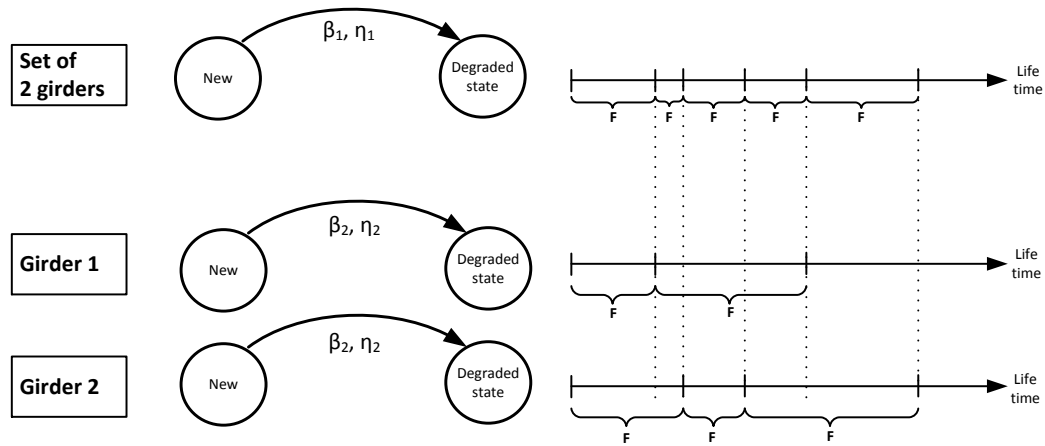 Set of
2 girders
New
β₁, η₁
Degraded
state
F
F
F
F
F
Life
time
Girder 1
New
β₂, η₂
Degraded
state
F
F
Life
time
Girder 2
New
β₂, η₂
Degraded
state
F
F
F
Life
time